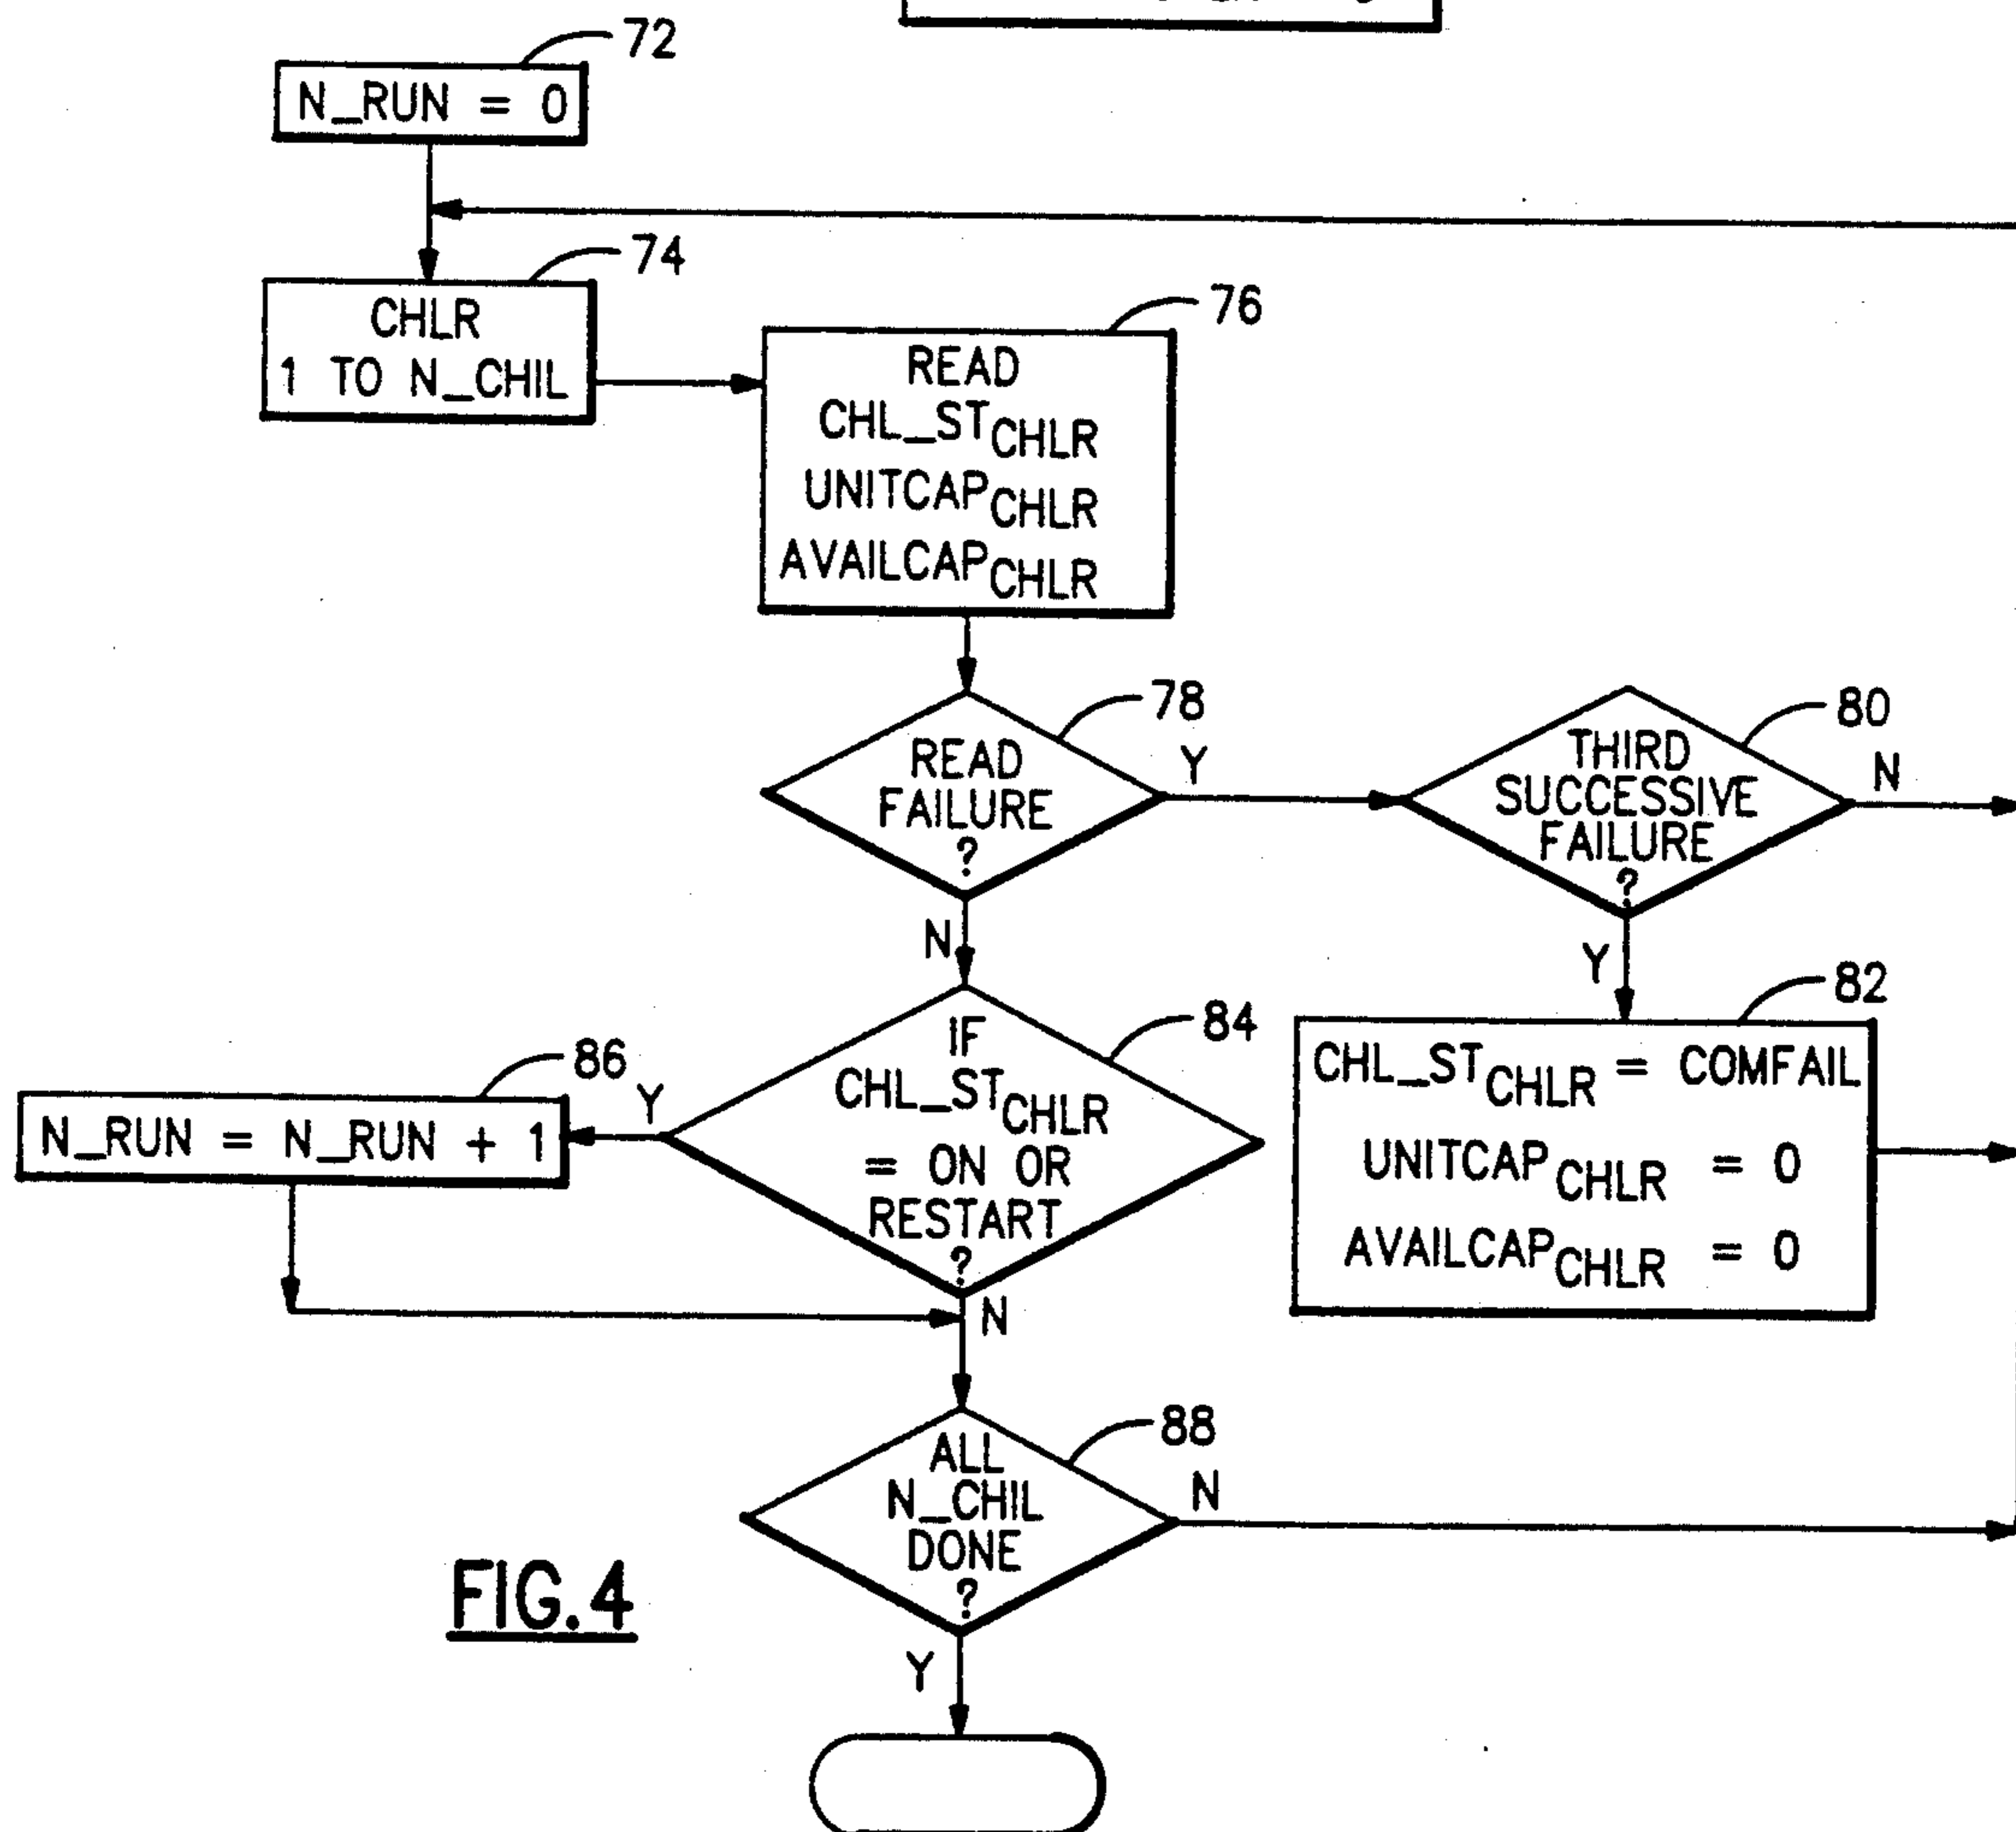 72
N_RUN = 0
74
CHLR
1 TO N_CHIL
76
READ
CHL_STCHLR
UNITCAPCHLR
AVAILCAPCHLR
78
READ
FAILURE
?
Y
N
80
THIRD
SUCCESSIVE
FAILURE
?
N
Y
82
CHL_STCHLR = COMFAIL
UNITCAPCHLR = 0
AVAILCAPCHLR = 0
84
IF
CHL_STCHLR
= ON OR
RESTART
?
Y
N
86
N_RUN = N_RUN + 1
88
ALL
N_CHIL
DONE
?
N
Y
FIG.4